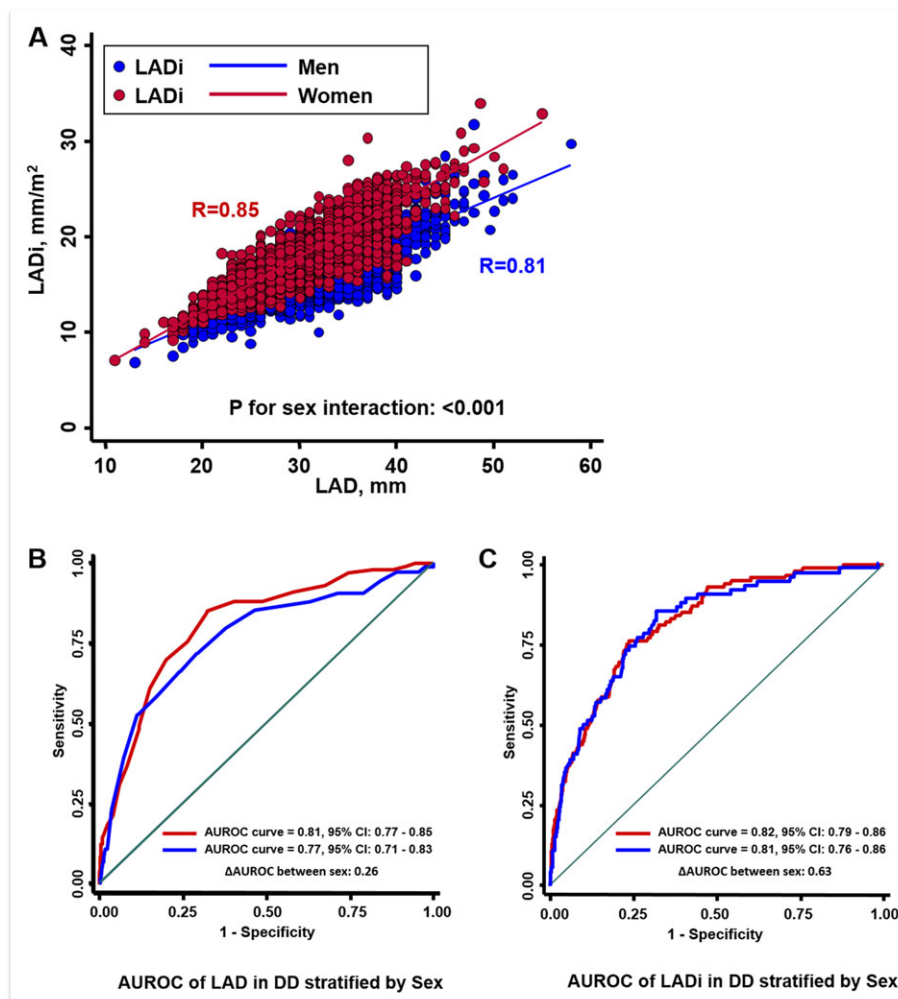 A
40
30
20
10
0
LADi, mm/m²
LADi Men
LADi Women
R=0.85
R=0.81
P for sex interaction: <0.001
10 20 30 40 50 60
LAD, mm
B
1.00
0.75
0.50
0.25
0.00
Sensitivity
AUROC curve = 0.81, 95% CI: 0.77 - 0.85
AUROC curve = 0.77, 95% CI: 0.71 - 0.83
ΔAUROC between sex: 0.26
0.00 0.25 0.50 0.75 1.00
1 - Specificity
AUROC of LAD in DD stratified by Sex
C
1.00
0.75
0.50
0.25
0.00
Sensitivity
AUROC curve = 0.82, 95% CI: 0.79 - 0.86
AUROC curve = 0.81, 95% CI: 0.76 - 0.86
ΔAUROC between sex: 0.63
0.00 0.25 0.50 0.75 1.00
1 - Specificity
AUROC of LADi in DD stratified by Sex